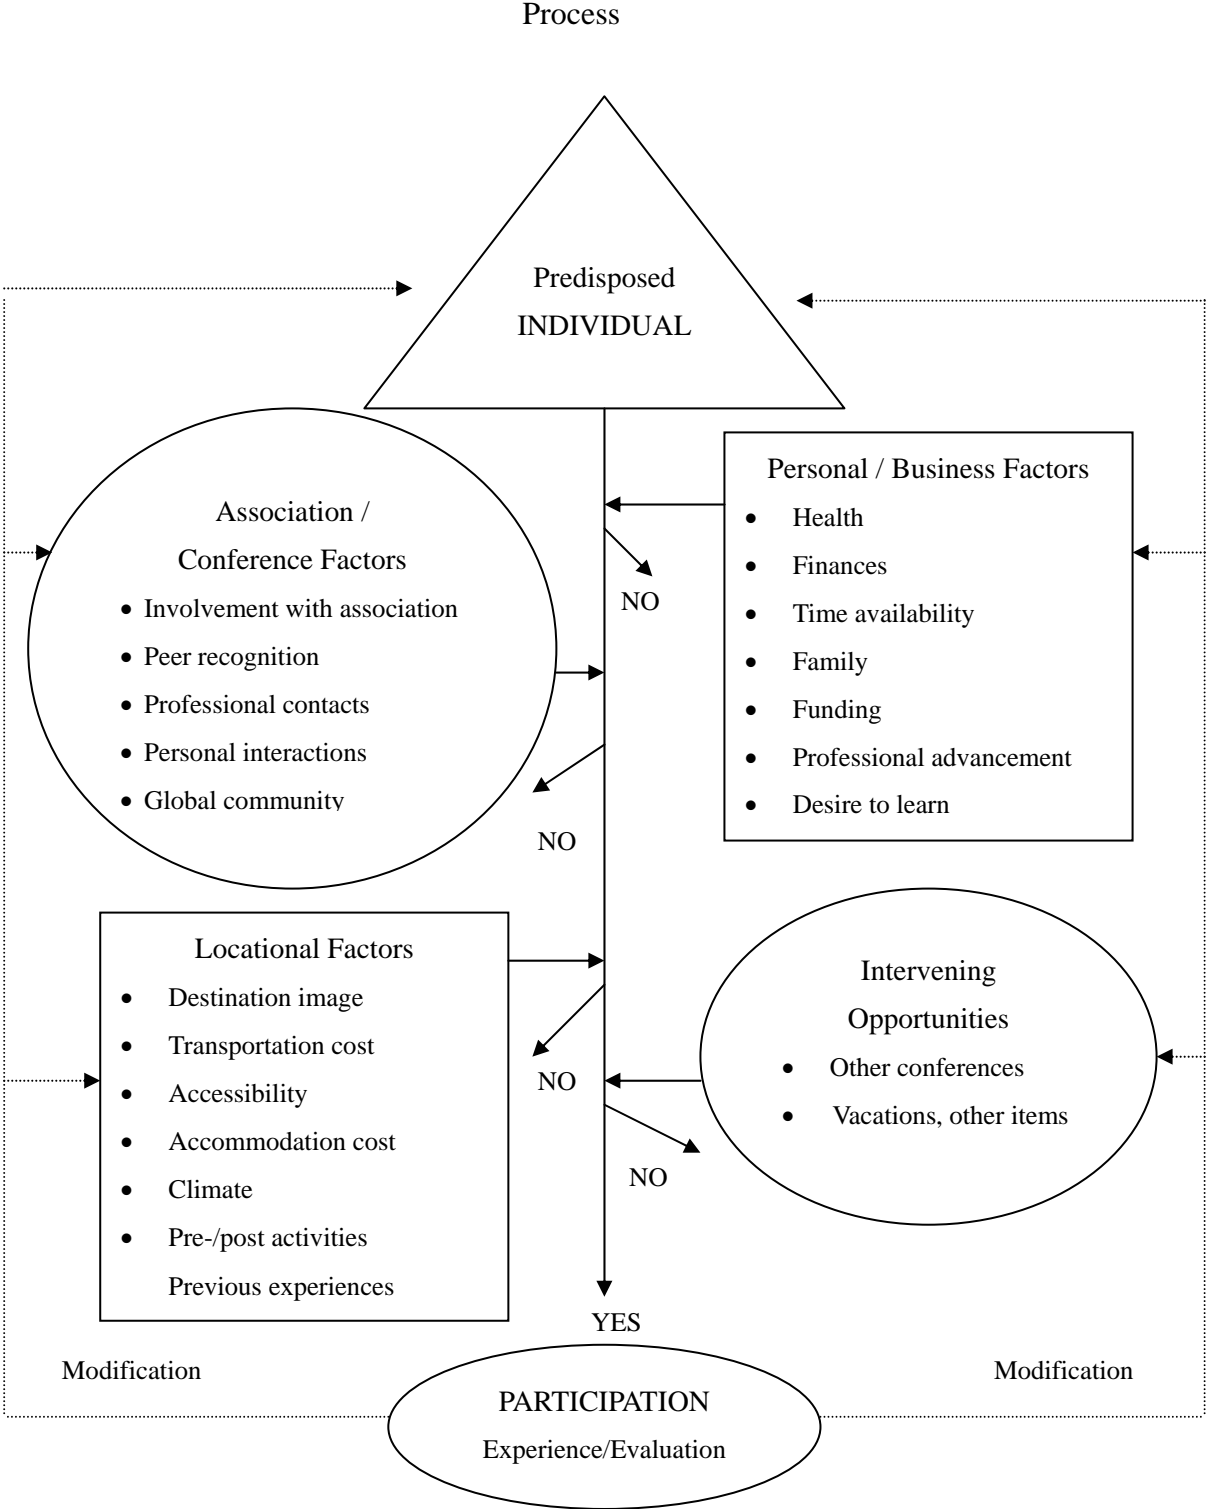 Process
Predisposed
INDIVIDUAL
Association /
Conference Factors
• Involvement with association
• Peer recognition
• Professional contacts
• Personal interactions
• Global community
Personal / Business Factors
• Health
• Finances
• Time availability
• Family
• Funding
• Professional advancement
• Desire to learn
NO
NO
Locational Factors
• Destination image
• Transportation cost
• Accessibility
• Accommodation cost
• Climate
• Pre-/post activities
Previous experiences
Intervening
Opportunities
• Other conferences
• Vacations, other items
NO
NO
YES
Modification
Modification
PARTICIPATION
Experience/Evaluation